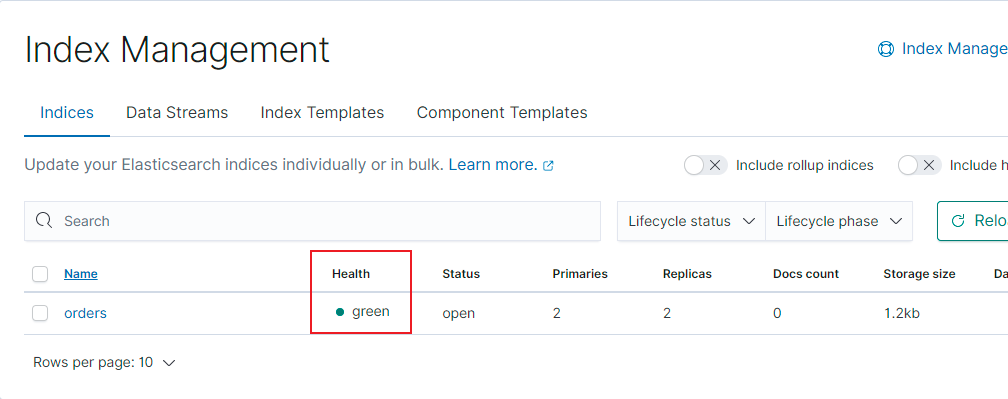 Index Management
Index Manage
Indices Data Streams Index Templates Component Templates
Update your Elasticsearch indices individually or in bulk. Learn more.
Include rollup indices
Include h
Search
Lifecycle status
Lifecycle phase
Relo
Name Health Status Primaries Replicas Docs count Storage size Da
orders green open 2 2 0 1.2kb
Rows per page: 10